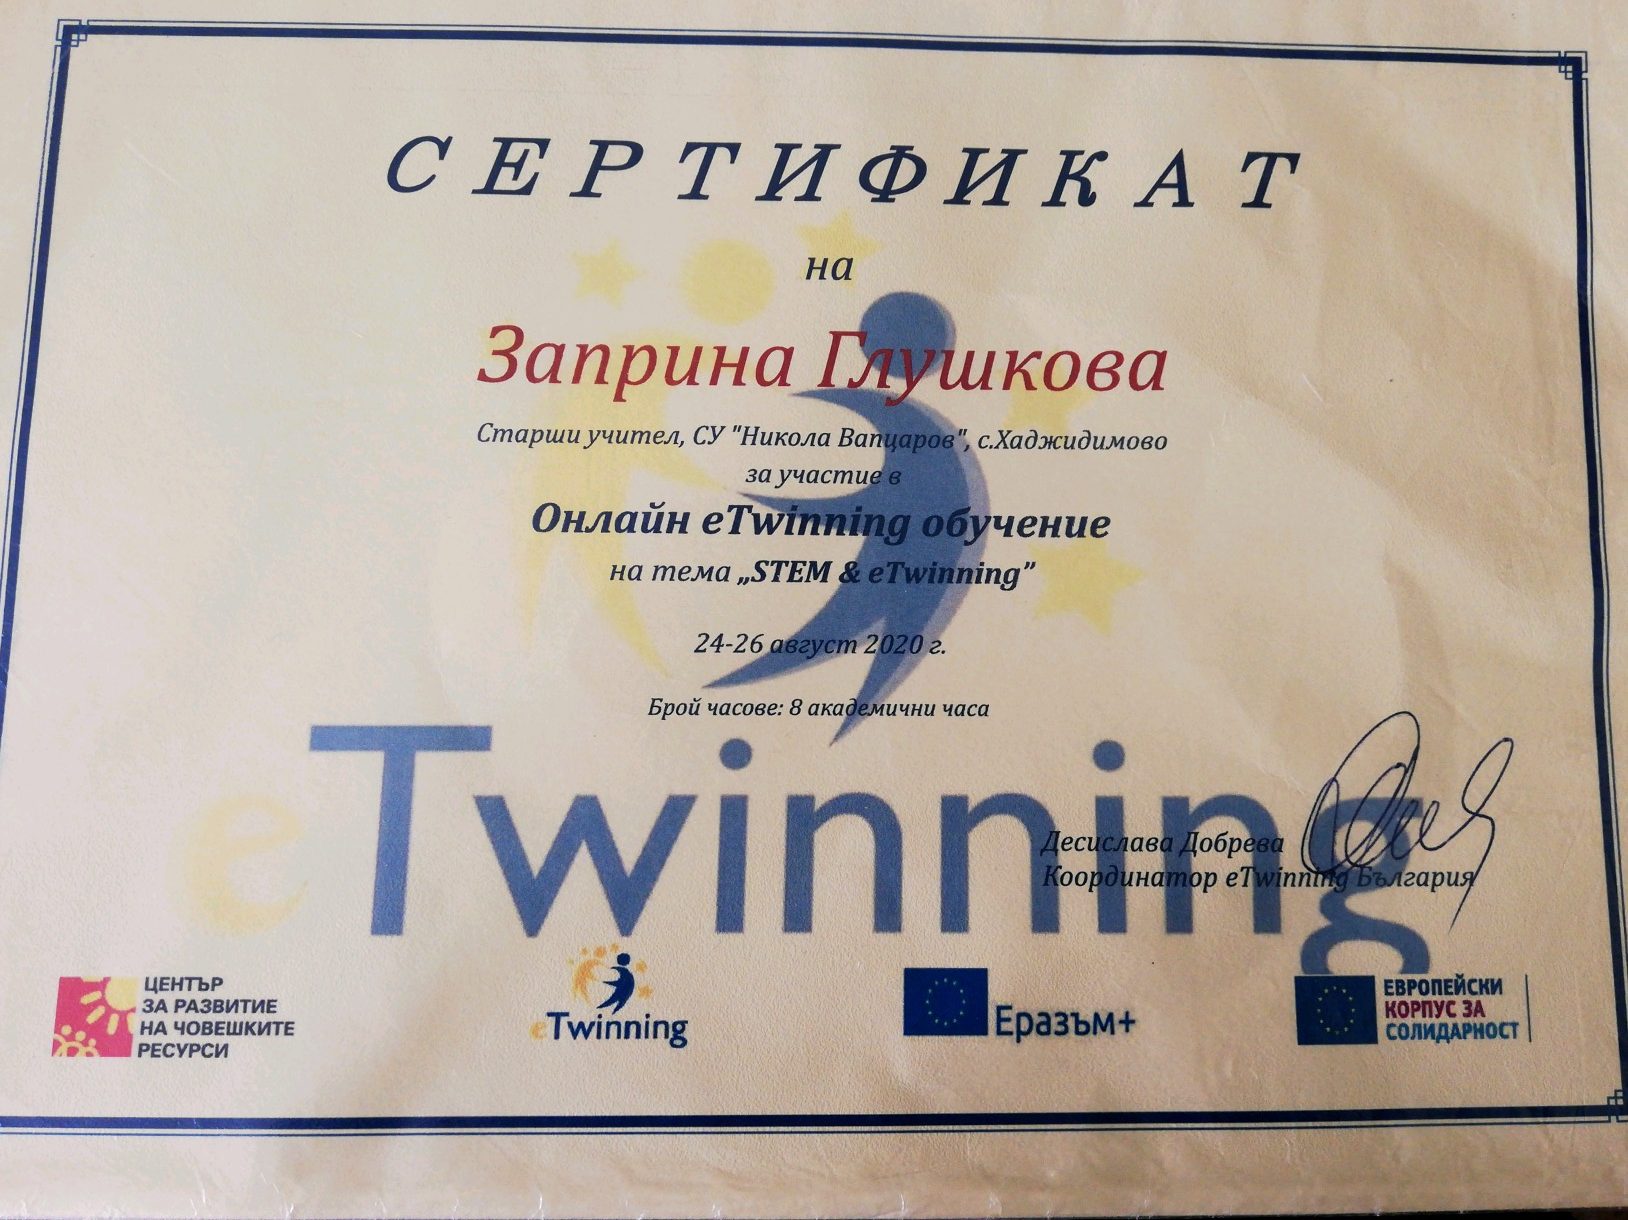 СЕРТИФИКАТ
на
Заприна Глушкова
Старши учител, СУ "Никола Вапцаров", с.Хаджидимово
за участие в
Онлайн eTwinning обучение
на тема „STEM & eTwinning”
24-26 август 2020 г.
Брой часове: 8 академични часа
eTwinning
Десислава Добрева
Координатор eTwinning България
ЦЕНТЪР
ЗА РАЗВИТИЕ
НА ЧОВЕШКИТЕ
РЕСУРСИ
eTwinning
Еразъм+
ЕВРОПЕЙСКИ
КОРПУС ЗА
СОЛИДАРНОСТ